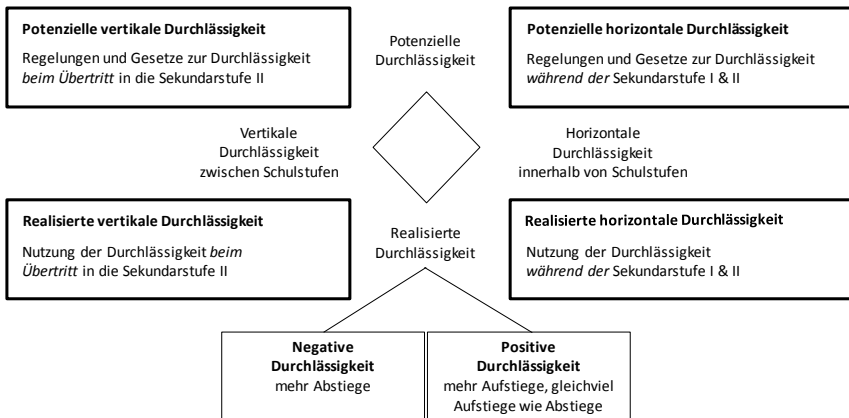 Potenzielle vertikale Durchlässigkeit
Regelungen und Gesetze zur Durchlässigkeit
beim Übertritt in die Sekundarstufe II
Potenzielle
Durchlässigkeit
Potenzielle horizontale Durchlässigkeit
Regelungen und Gesetze zur Durchlässigkeit
während der Sekundarstufe I & II
Vertikale
Durchlässigkeit
zwischen Schulstufen
Horizontale
Durchlässigkeit
innerhalb von Schulstufen
Realisierte vertikale Durchlässigkeit
Nutzung der Durchlässigkeit beim
Übertritt in die Sekundarstufe II
Realisierte
Durchlässigkeit
Realisierte horizontale Durchlässigkeit
Nutzung der Durchlässigkeit
während der Sekundarstufe I & II
Negative
Durchlässigkeit
mehr Abstiege
Positive
Durchlässigkeit
mehr Aufstiege, gleichviel
Aufstiege wie Abstiege